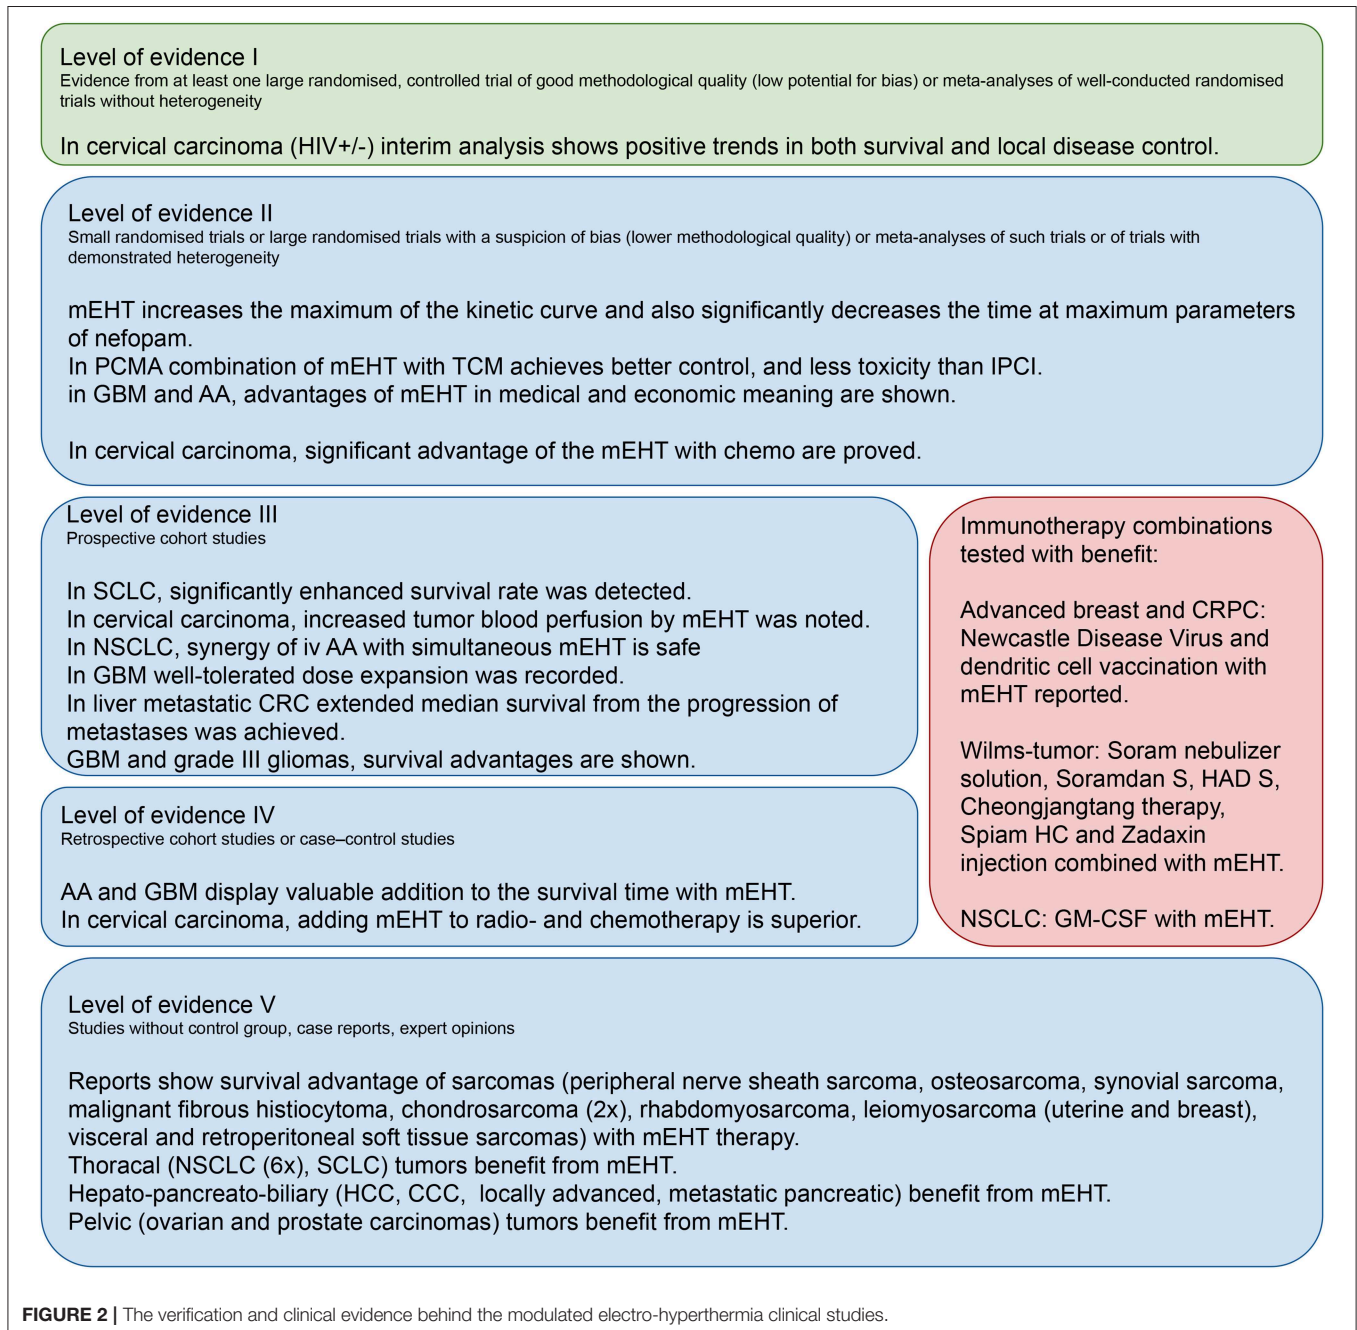 Level of evidence I
Evidence from at least one large randomised, controlled trial of good methodological quality (low potential for bias) or meta-analyses of well-conducted randomised
trials without heterogeneity
In cervical carcinoma (HIV+/-) interim analysis shows positive trends in both survival and local disease control.
Level of evidence II
Small randomised trials or large randomised trials with a suspicion of bias (lower methodological quality) or meta-analyses of such trials or of trials with
demonstrated heterogeneity
mEHT increases the maximum of the kinetic curve and also significantly decreases the time at maximum parameters
of nefopam.
In PCMA combination of mEHT with TCM achieves better control, and less toxicity than IPCI.
in GBM and AA, advantages of mEHT in medical and economic meaning are shown.
In cervical carcinoma, significant advantage of the mEHT with chemo are proved.
Level of evidence III
Prospective cohort studies
In SCLC, significantly enhanced survival rate was detected.
In cervical carcinoma, increased tumor blood perfusion by mEHT was noted.
In NSCLC, synergy of iv AA with simultaneous mEHT is safe
In GBM well-tolerated dose expansion was recorded.
In liver metastatic CRC extended median survival from the progression of
metastases was achieved.
GBM and grade III gliomas, survival advantages are shown.
Level of evidence IV
Retrospective cohort studies or case–control studies
AA and GBM display valuable addition to the survival time with mEHT.
In cervical carcinoma, adding mEHT to radio- and chemotherapy is superior.
Immunotherapy combinations
tested with benefit:
Advanced breast and CRPC:
Newcastle Disease Virus and
dendritic cell vaccination with
mEHT reported.
Wilms-tumor: Soram nebulizer
solution, Soramdan S, HAD S,
Cheongjangtang therapy,
Spiam HC and Zadaxin
injection combined with mEHT.
NSCLC: GM-CSF with mEHT.
Level of evidence V
Studies without control group, case reports, expert opinions
Reports show survival advantage of sarcomas (peripheral nerve sheath sarcoma, osteosarcoma, synovial sarcoma,
malignant fibrous histiocytoma, chondrosarcoma (2x), rhabdomyosarcoma, leiomyosarcoma (uterine and breast),
visceral and retroperitoneal soft tissue sarcomas) with mEHT therapy.
Thoracal (NSCLC (6x), SCLC) tumors benefit from mEHT.
Hepato-pancreato-biliary (HCC, CCC,  locally advanced, metastatic pancreatic) benefit from mEHT.
Pelvic (ovarian and prostate carcinomas) tumors benefit from mEHT.
FIGURE 2 | The verification and clinical evidence behind the modulated electro-hyperthermia clinical studies.